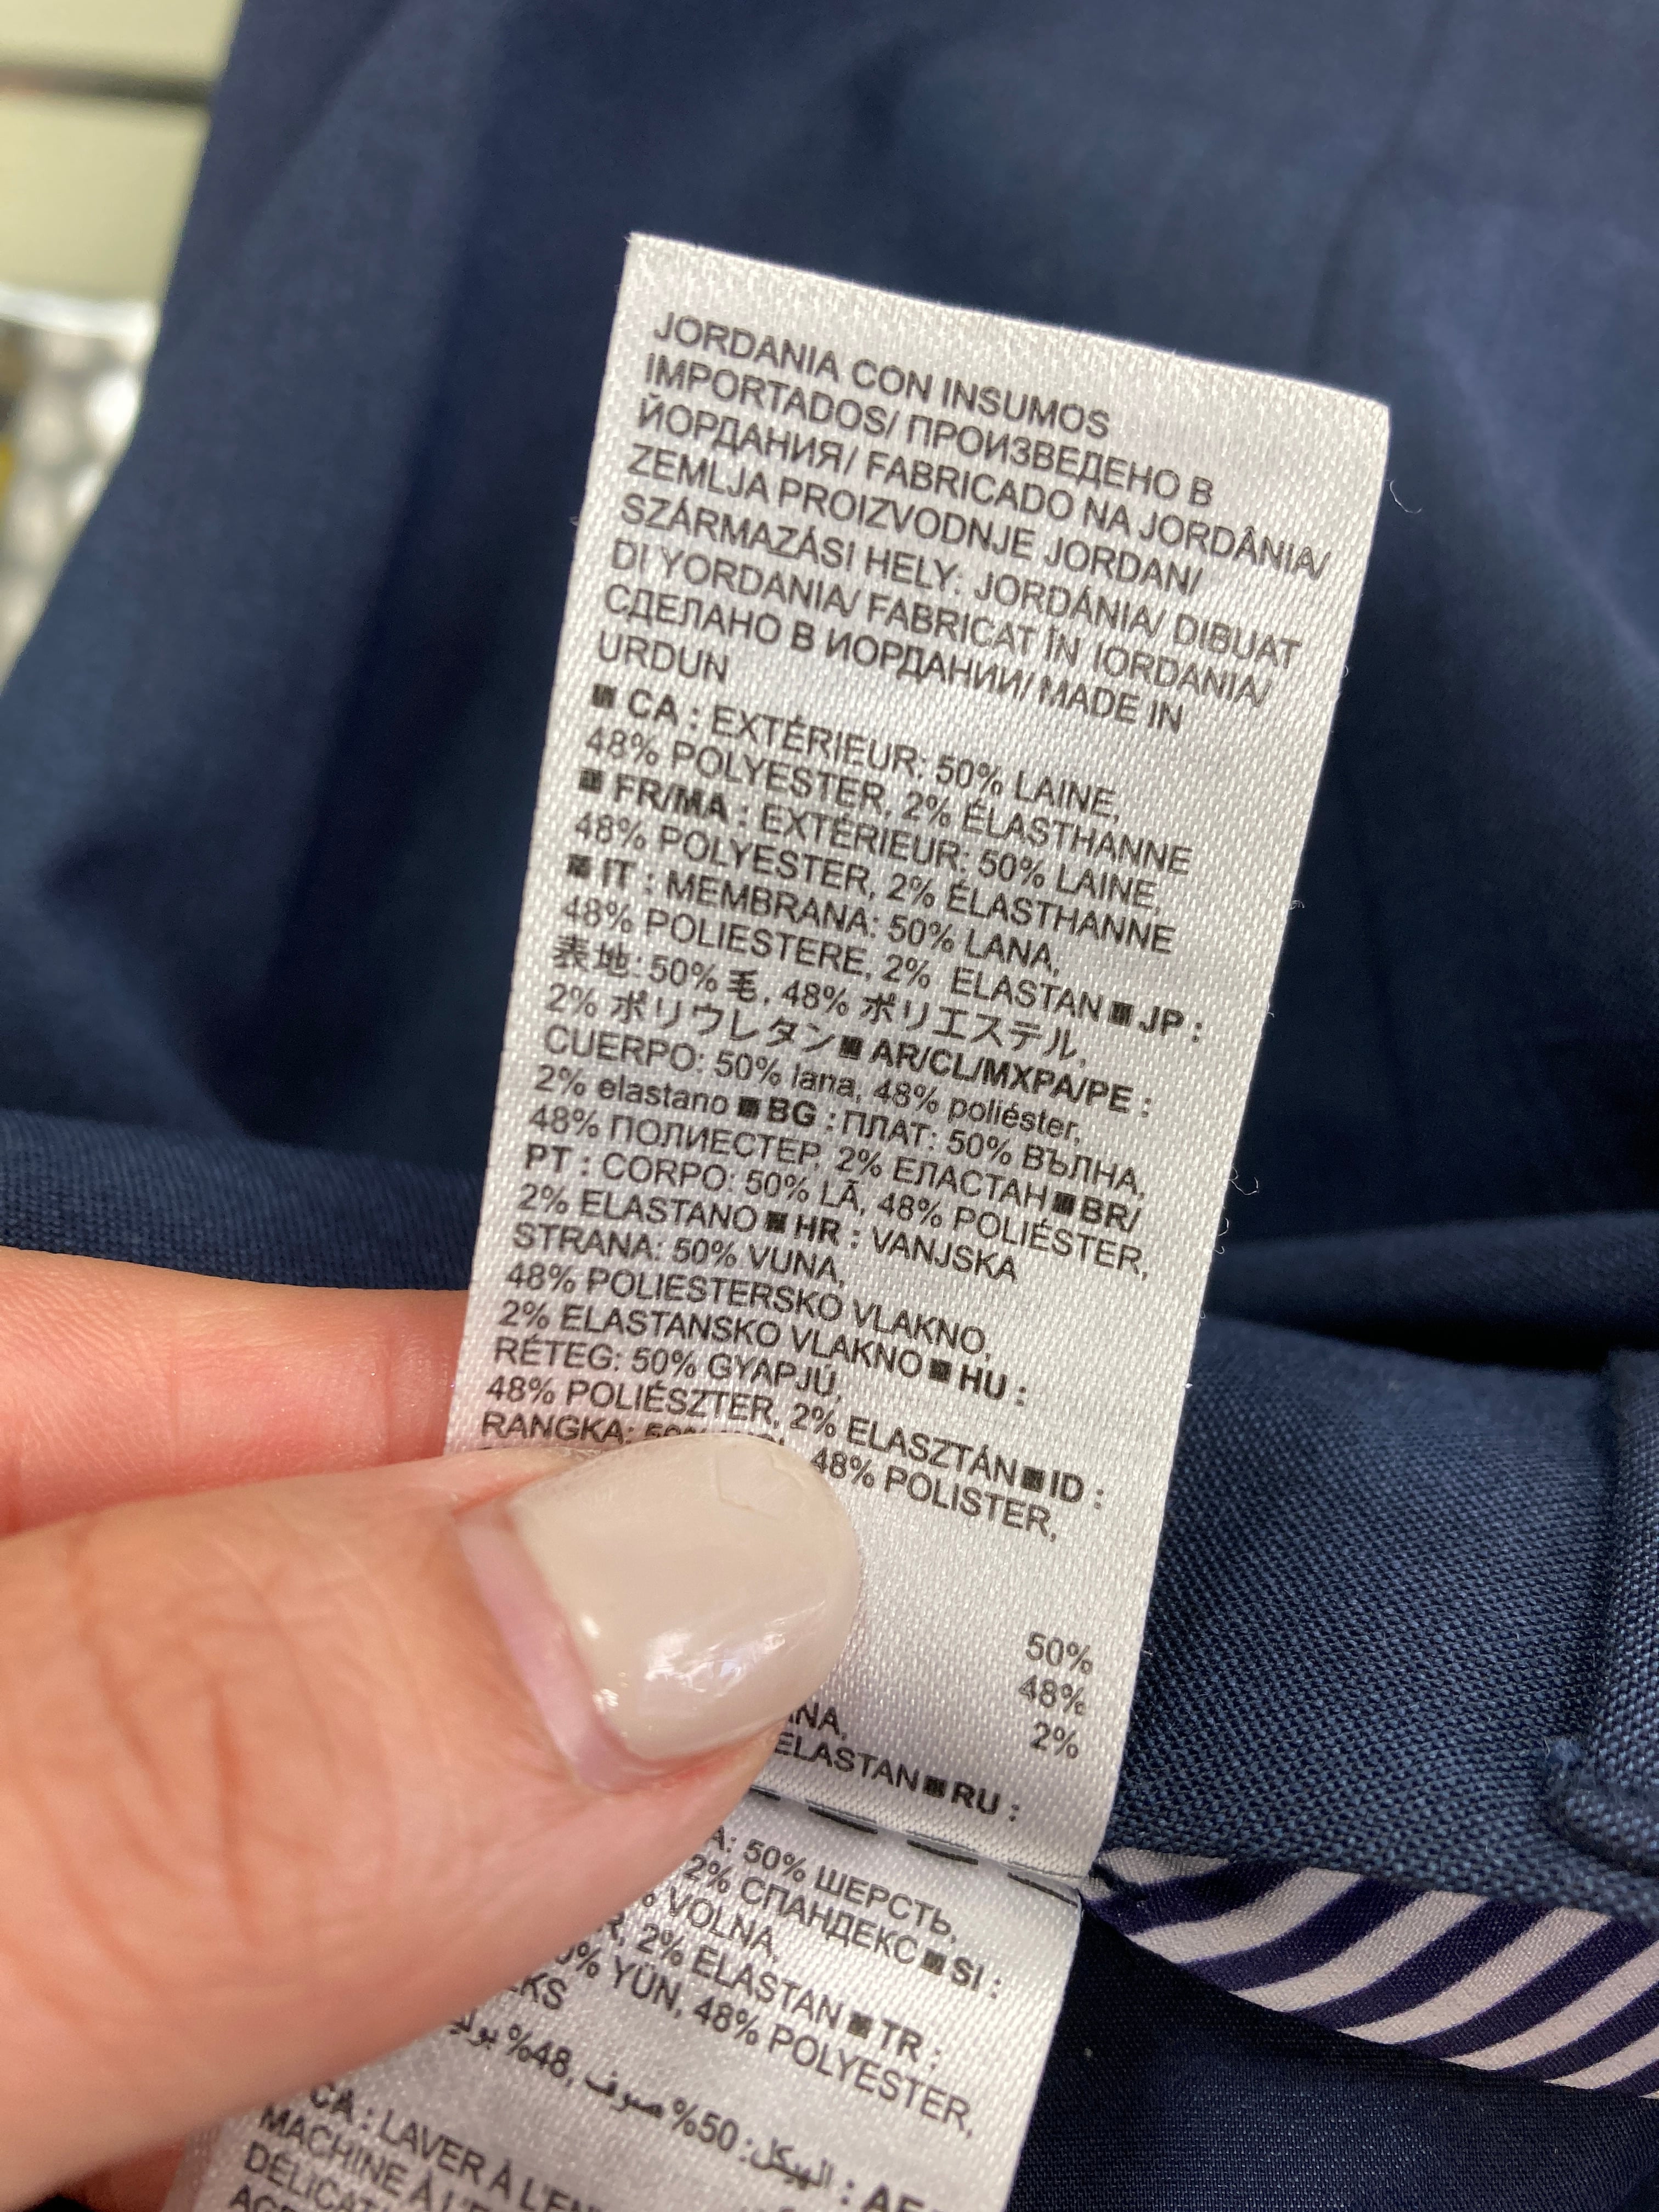 JORDANIA CON INSUMOS
IMPORTADOS/ ПРОИЗВЕДЕНО В
ЙОРДАНИЯ/ FABRICADO NA JORDÂNIA/
ZEMLJA PROIZVODNJE JORDAN/
SZÁRMAZÁSI HELY: JORDÁNIA/ DIBUAT
DI YORDANIA/ FABRICAT ÎN IORDANIA/
СДЕЛАНО В ИОРДАНИИ/ MADE IN
URDUN
■ CA : EXTÉRIEUR: 50% LAINE,
48% POLYESTER, 2% ÉLASTHANNE
■ FR/MA : EXTÉRIEUR: 50% LAINE,
48% POLYESTER, 2% ÉLASTHANNE
■ IT : MEMBRANA: 50% LANA,
48% POLIESTERE, 2% ELASTAN ■ JP :
表地: 50% 毛, 48% ポリエステル,
2% ポリウレタン ■ AR/CL/MXPA/PE :
CUERPO: 50% lana, 48% poliéster,
2% elastano ■ BG : ПЛАТ: 50% ВЪЛНА,
48% ПОЛИЕСТЕР, 2% ЕЛАСТАН ■ BR/
PT : CORPO: 50% LÃ, 48% POLIÉSTER,
2% ELASTANO ■ HR : VANJSKA
STRANA: 50% VUNA,
48% POLIESTERSKO VLAKNO,
2% ELASTANSKO VLAKNO ■ HU :
RÉTEG: 50% GYAPJÚ,
48% POLIÉSZTER, 2% ELASZTÁN ■ ID :
RANGKA: 48% POLISTER,
50%
48%
2%
ELASTAN ■ RU :
50% ШЕРСТЬ,
2% СПАНДЕКС ■ SI :
VOLNA,
2% ELASTAN ■ TR :
YÜN, 48% POLYESTER,
AE : الهيكل: 50% صوف, 48%
CA : LAVER À L'EN
MACHINE À L'E
DÉLICAT